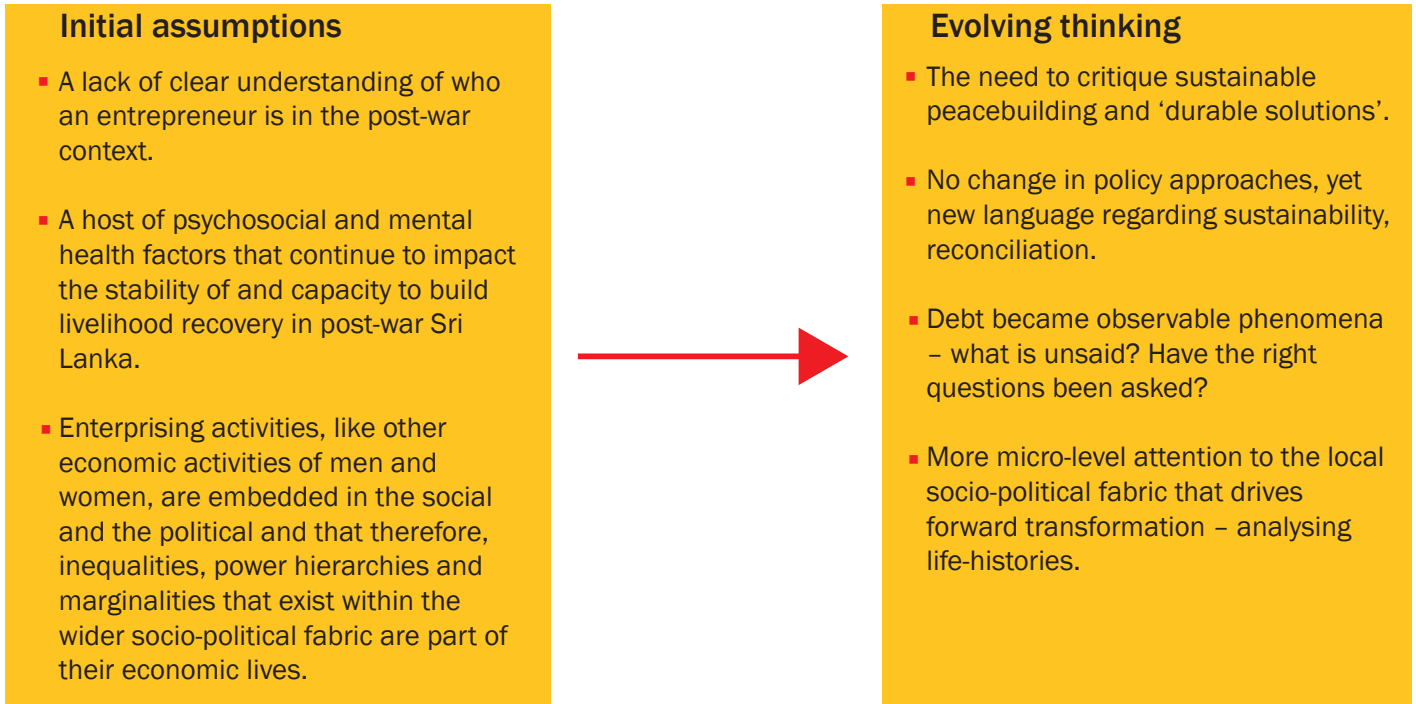 Initial assumptions
▪ A lack of clear understanding of who
an entrepreneur is in the post-war
context.
▪ A host of psychosocial and mental
health factors that continue to impact
the stability of and capacity to build
livelihood recovery in post-war Sri
Lanka.
▪ Enterprising activities, like other
economic activities of men and
women, are embedded in the social
and the political and that therefore,
inequalities, power hierarchies and
marginalities that exist within the
wider socio-political fabric are part of
their economic lives.
Evolving thinking
▪ The need to critique sustainable
peacebuilding and ‘durable solutions’.
▪ No change in policy approaches, yet
new language regarding sustainability,
reconciliation.
▪ Debt became observable phenomena
– what is unsaid? Have the right
questions been asked?
▪ More micro-level attention to the local
socio-political fabric that drives
forward transformation – analysing
life-histories.